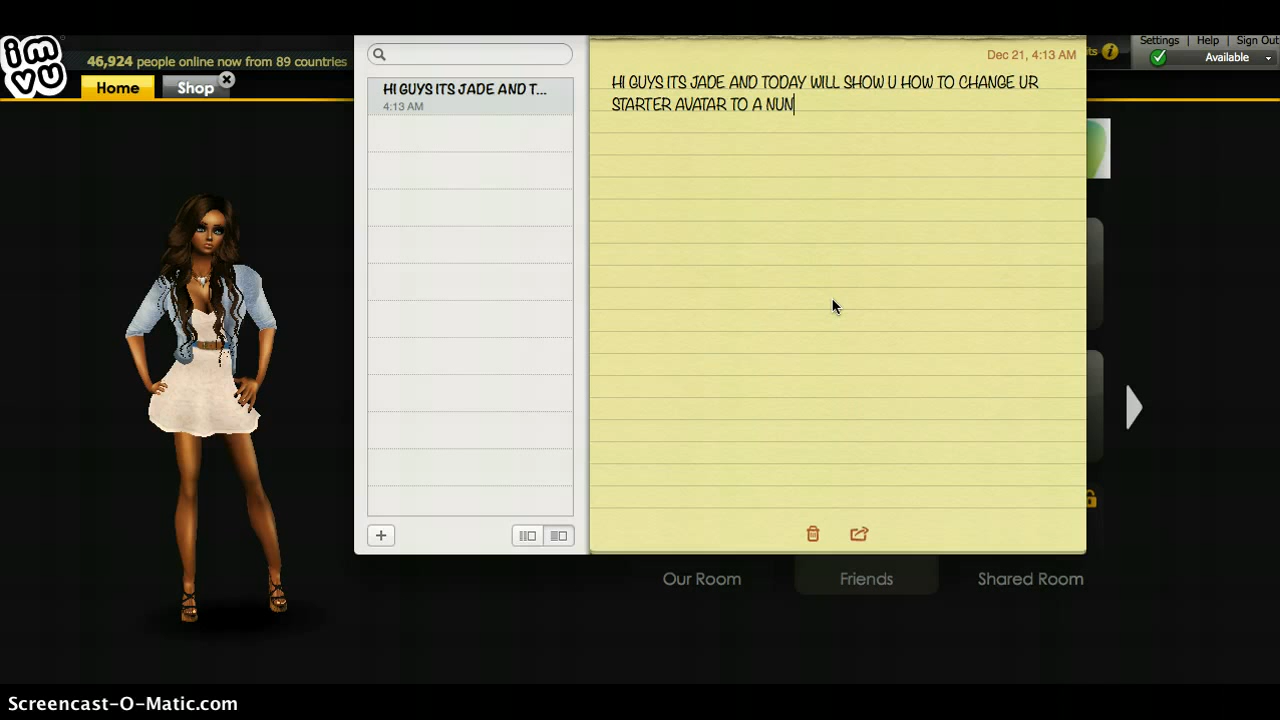 imvu
46,924 people online now from 89 countries
Home
Shop
Settings | Help | Sign Out
Available
HI GUYS ITS JADE AND T...
4:13 AM
Dec 21, 4:13 AM
HI GUYS ITS JADE AND TODAY WILL SHOW U HOW TO CHANGE UR
STARTER AVATAR TO A NUN
Our Room
Friends
Shared Room
Screencast-O-Matic.com